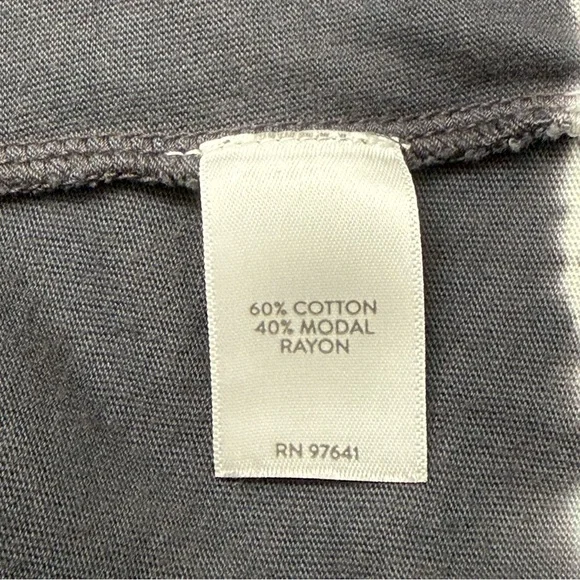 60% COTTON
40% MODAL
RAYON
RN 97641